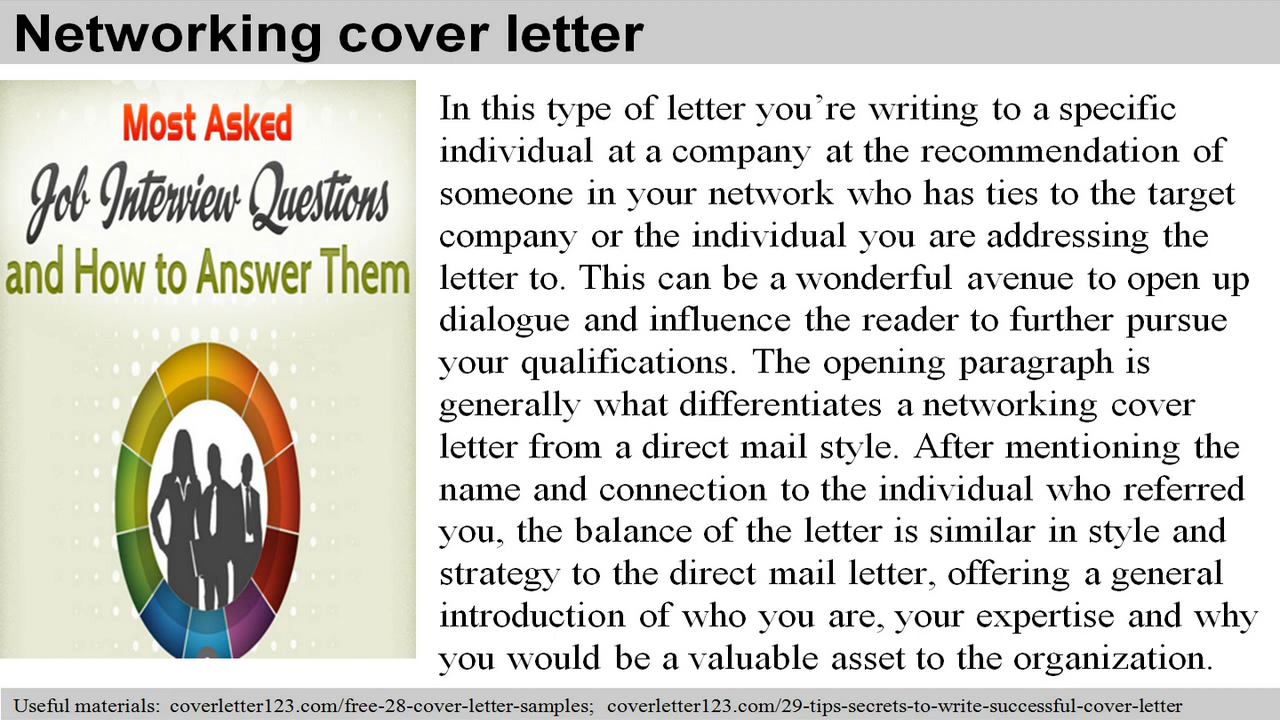 Networking cover letter
Most Asked
Job Interview Questions
and How to Answer Them
In this type of letter you’re writing to a specific
individual at a company at the recommendation of
someone in your network who has ties to the target
company or the individual you are addressing the
letter to. This can be a wonderful avenue to open up
dialogue and influence the reader to further pursue
your qualifications. The opening paragraph is
generally what differentiates a networking cover
letter from a direct mail style. After mentioning the
name and connection to the individual who referred
you, the balance of the letter is similar in style and
strategy to the direct mail letter, offering a general
introduction of who you are, your expertise and why
you would be a valuable asset to the organization.
Useful materials: coverletter123.com/free-28-cover-letter-samples; coverletter123.com/29-tips-secrets-to-write-successful-cover-letter